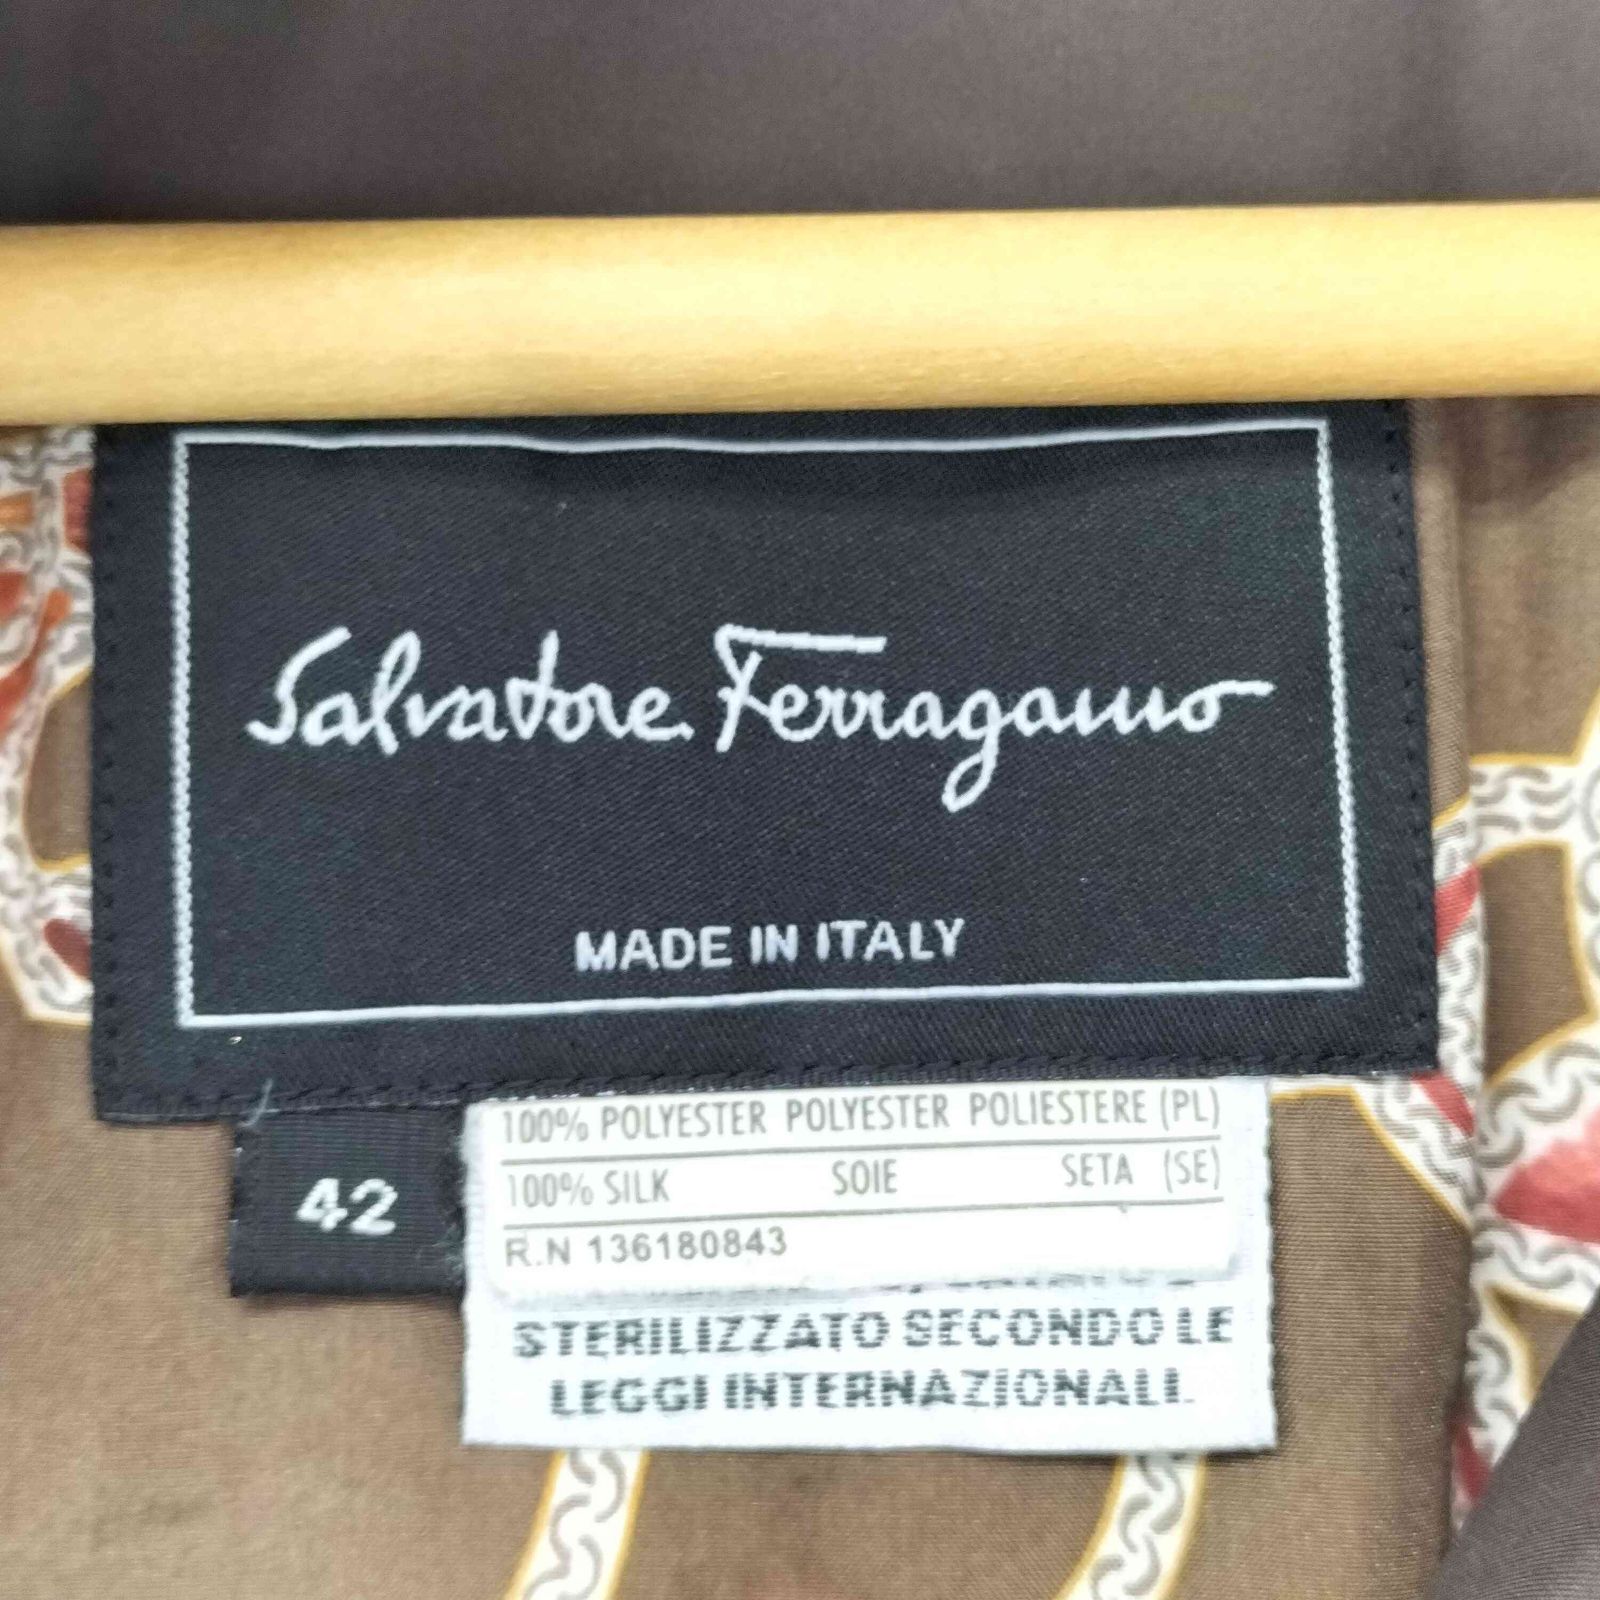 Salvatore Ferragamo
MADE IN ITALY
42
100% POLYESTER POLYESTER POLIESTERE (PL)
100% SILK SOIE SETA (SE)
R.N 136180843
STERILIZZATO SECONDO LE
LEGGI INTERNAZIONALI.